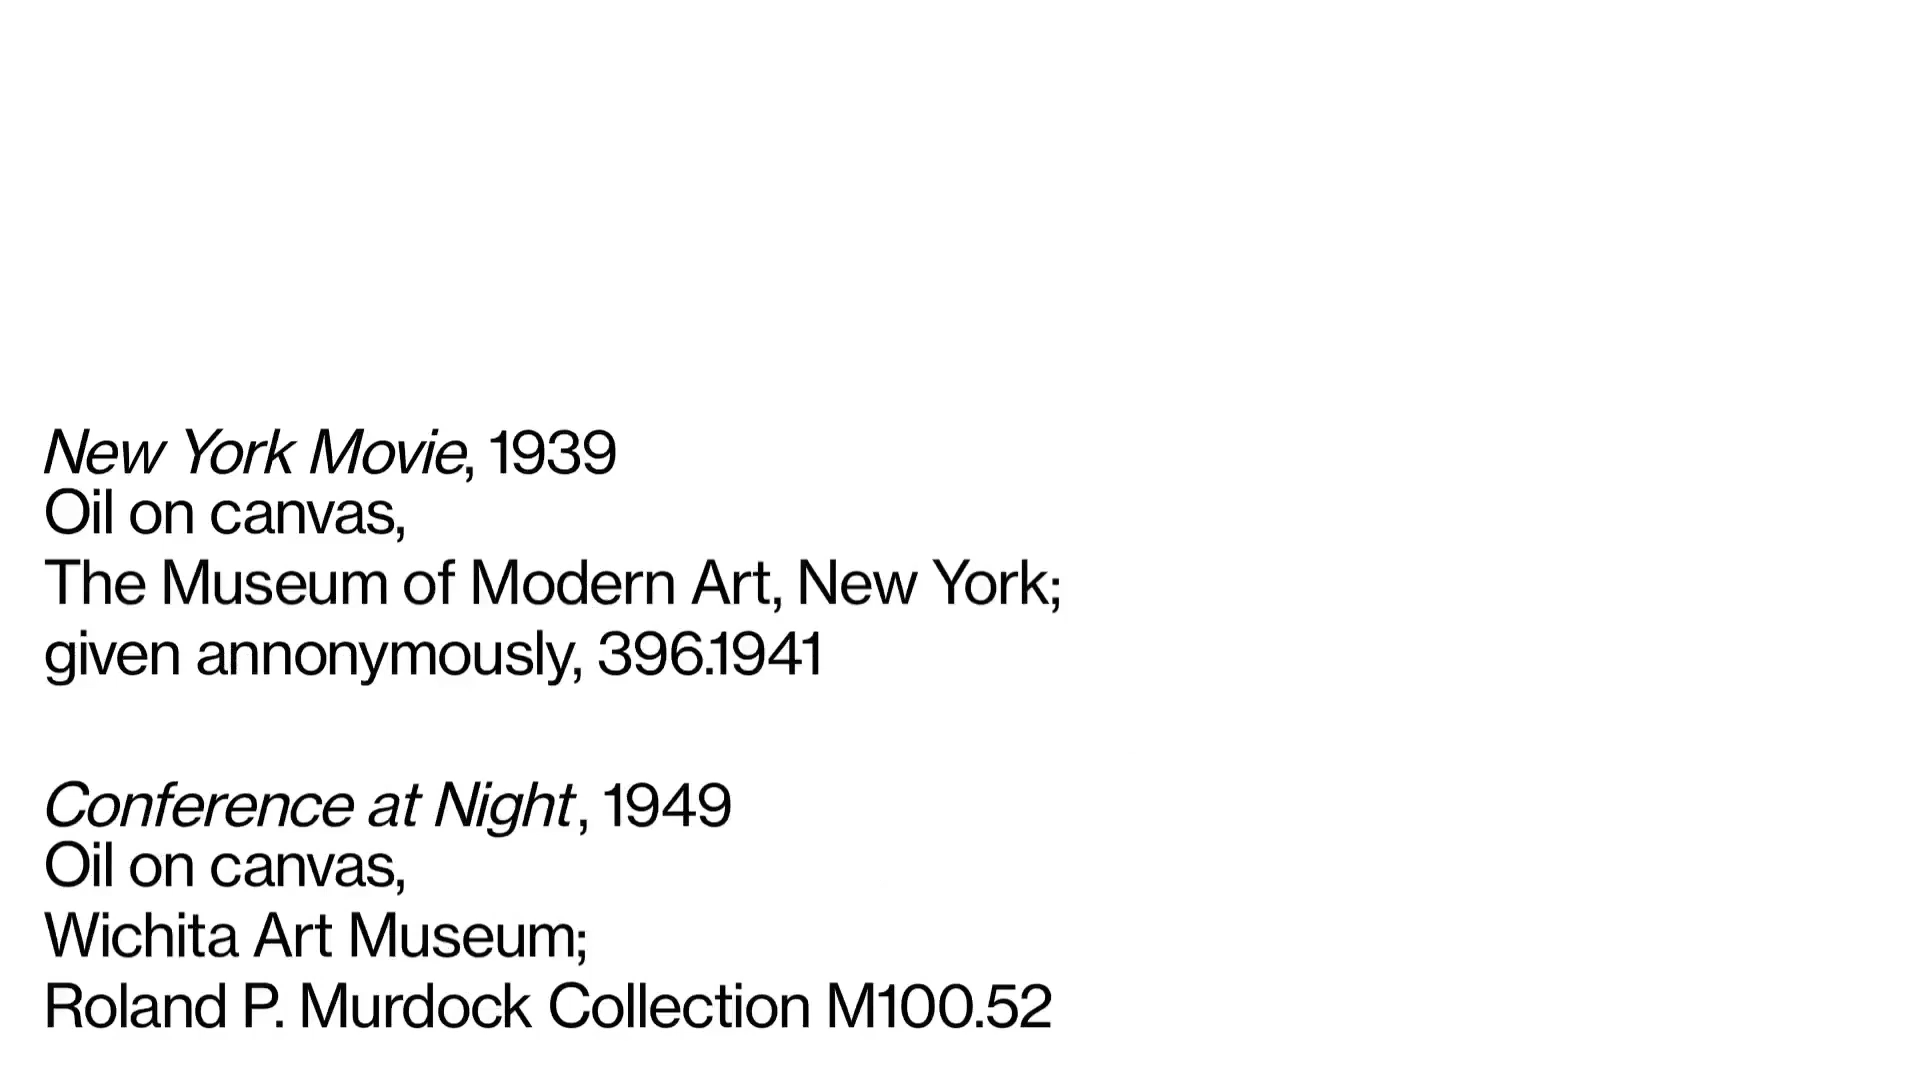 New York Movie, 1939
Oil on canvas,
The Museum of Modern Art, New York;
given annonymously, 396.1941
Conference at Night, 1949
Oil on canvas,
Wichita Art Museum;
Roland P. Murdock Collection M100.52